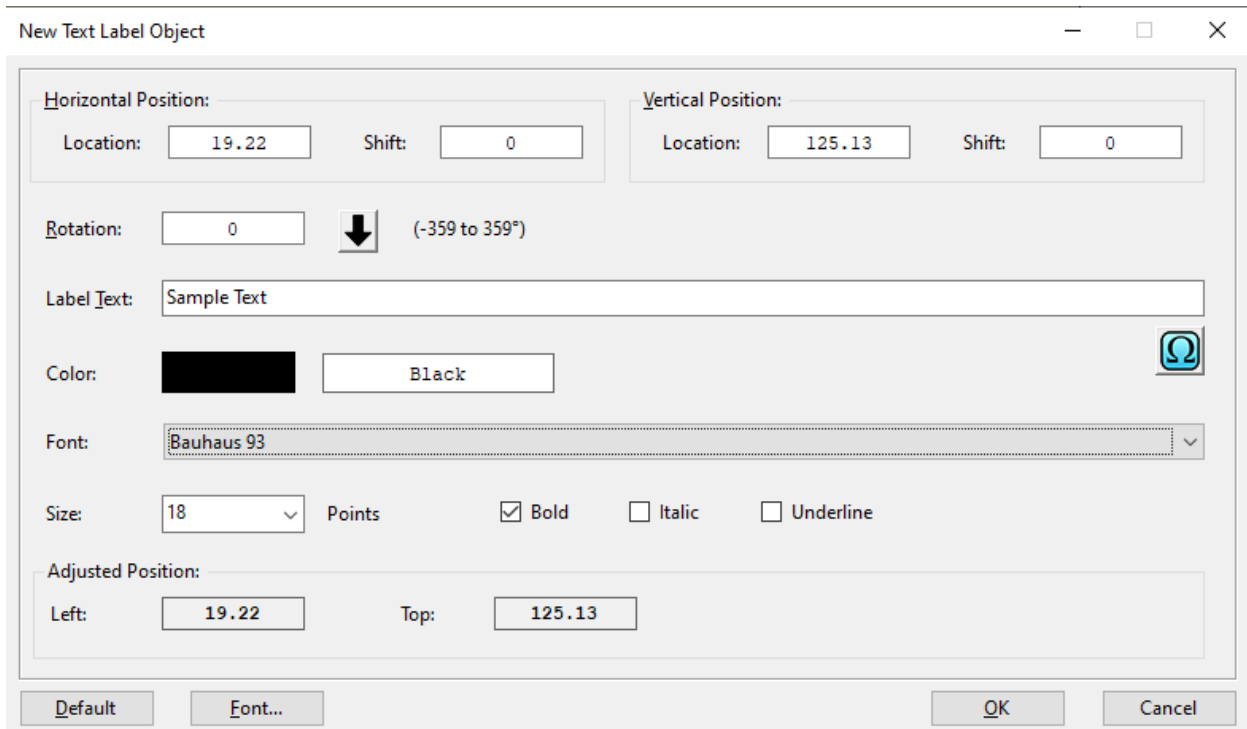 New Text Label Object
Horizontal Position: Vertical Position:
Location: 19.22 Shift: 0 Location: 125.13 Shift: 0
Rotation: 0 (-359 to 359°)
Label Text: Sample Text
Ω
Color: Black
Font: Bauhaus 93
Size: 18 Points Bold Italic Underline
Adjusted Position:
Left: 19.22 Top: 125.13
Default Font... OK Cancel